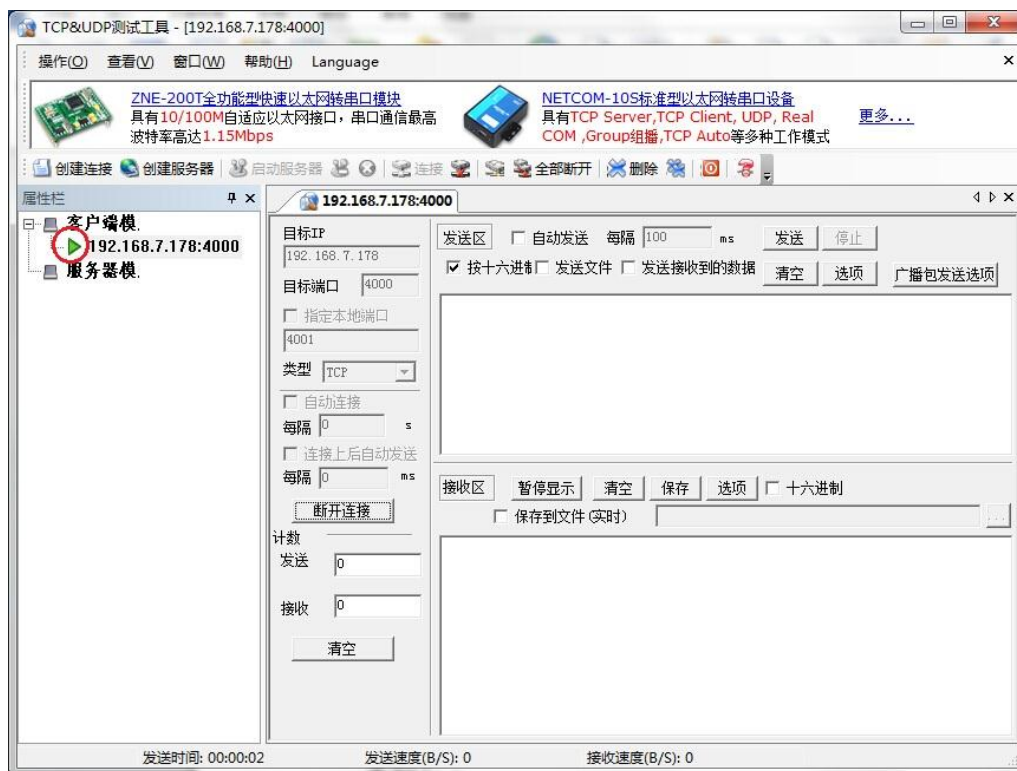 TCP&UDP测试工具 - [192.168.7.178:4000]
操作(O) 查看(V) 窗口(W) 帮助(H) Language
ZNE-200T全功能型快速以太网转串口模块
具有10/100M自适应以太网接口，串口通信最高
波特率高达1.15Mbps
NETCOM-10S标准型以太网转串口设备
具有TCP Server,TCP Client, UDP, Real
COM ,Group组播,TCP Auto等多种工作模式
更多...
创建连接 创建服务器 启动服务器 连接 全部断开 删除
属性栏
客户端模.
192.168.7.178:4000
服务器模.
192.168.7.178:4000
目标IP
192.168.7.178
目标端口 4000
指定本地端口
4001
类型 TCP
自动连接
每隔 0 s
连接上后自动发送
每隔 0 ms
断开连接
计数
发送 0
接收 0
清空
发送区 自动发送 每隔 100 ms 发送 停止
按十六进制 发送文件 发送接收到的数据 清空 选项 广播包发送选项
接收区 暂停显示 清空 保存 选项 十六进制
保存到文件(实时) ...
发送时间: 00:00:02 发送速度(B/S): 0 接收速度(B/S): 0